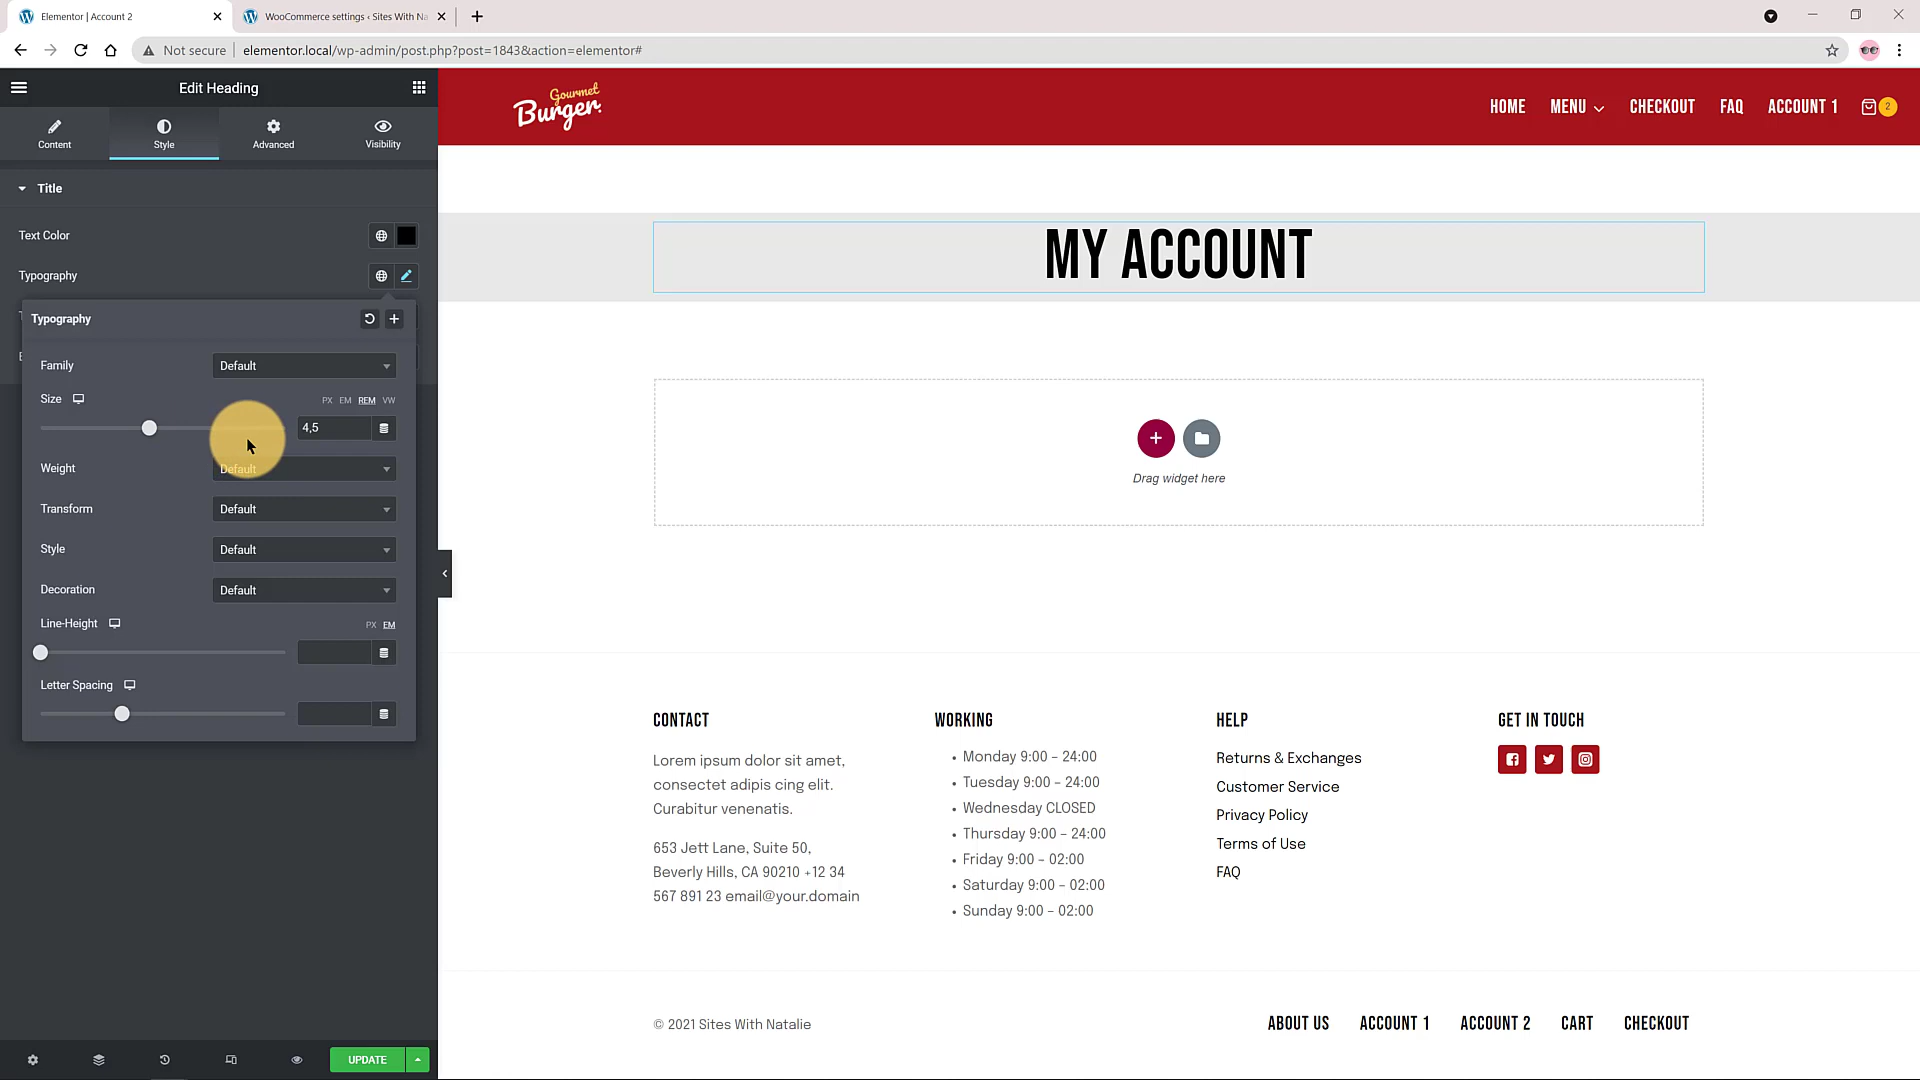 Elementor | Account 2
WooCommerce settings ‹ Sites With Na
Not secure
elementor.local/wp-admin/post.php?post=1843&action=elementor#
Edit Heading
Content
Style
Advanced
Visibility
Title
Text Color
Typography
Typography
Family
Default
Size
PX EM REM VW
4,5
Weight
Default
Transform
Default
Style
Default
Decoration
Default
Line-Height
PX EM
Letter Spacing
UPDATE
Gourmet
Burger
HOME
MENU
CHECKOUT
FAQ
ACCOUNT 1
2
MY ACCOUNT
Drag widget here
CONTACT
Lorem ipsum dolor sit amet,
consectet adipis cing elit.
Curabitur venenatis.
653 Jett Lane, Suite 50,
Beverly Hills, CA 90210 +12 34
567 891 23 email@your.domain
WORKING
• Monday 9:00 – 24:00
• Tuesday 9:00 – 24:00
• Wednesday CLOSED
• Thursday 9:00 – 24:00
• Friday 9:00 – 02:00
• Saturday 9:00 – 02:00
• Sunday 9:00 – 02:00
HELP
Returns & Exchanges
Customer Service
Privacy Policy
Terms of Use
FAQ
GET IN TOUCH
© 2021 Sites With Natalie
ABOUT US
ACCOUNT 1
ACCOUNT 2
CART
CHECKOUT